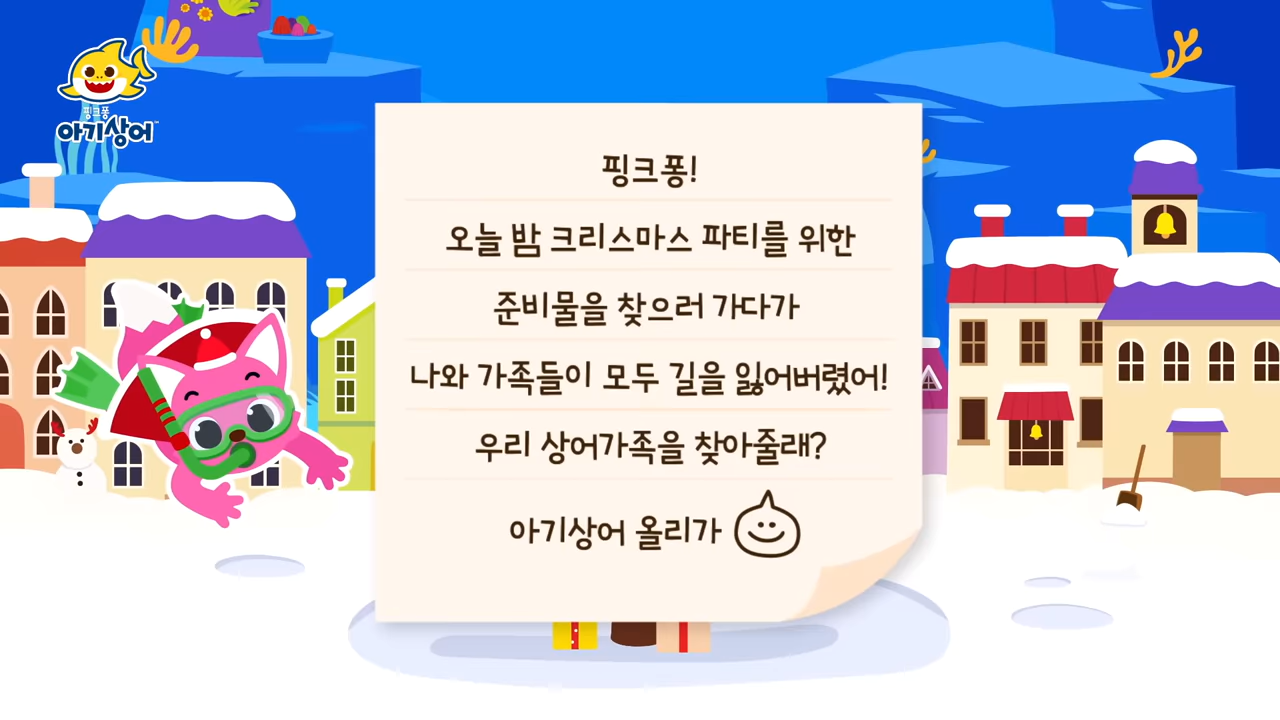 핑크퐁
아기상어™
핑크퐁!
오늘 밤 크리스마스 파티를 위한
준비물을 찾으러 가다가
나와 가족들이 모두 길을 잃어버렸어!
우리 상어가족을 찾아줄래?
아기상어 올리가